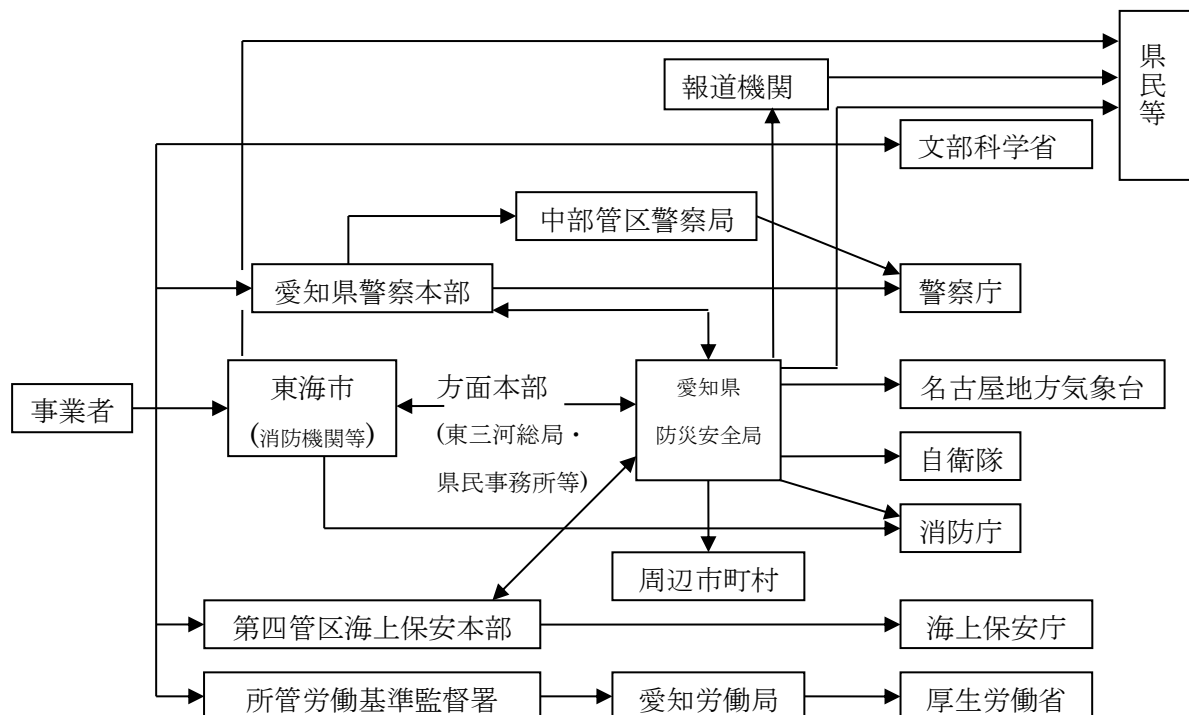 県民等
報道機関
文部科学省
中部管区警察局
愛知県警察本部
警察庁
事業者
東海市
(消防機関等)
方面本部
(東三河総局・
県民事務所等)
愛知県
防災安全局
名古屋地方気象台
自衛隊
消防庁
周辺市町村
第四管区海上保安本部
海上保安庁
所管労働基準監督署
愛知労働局
厚生労働省